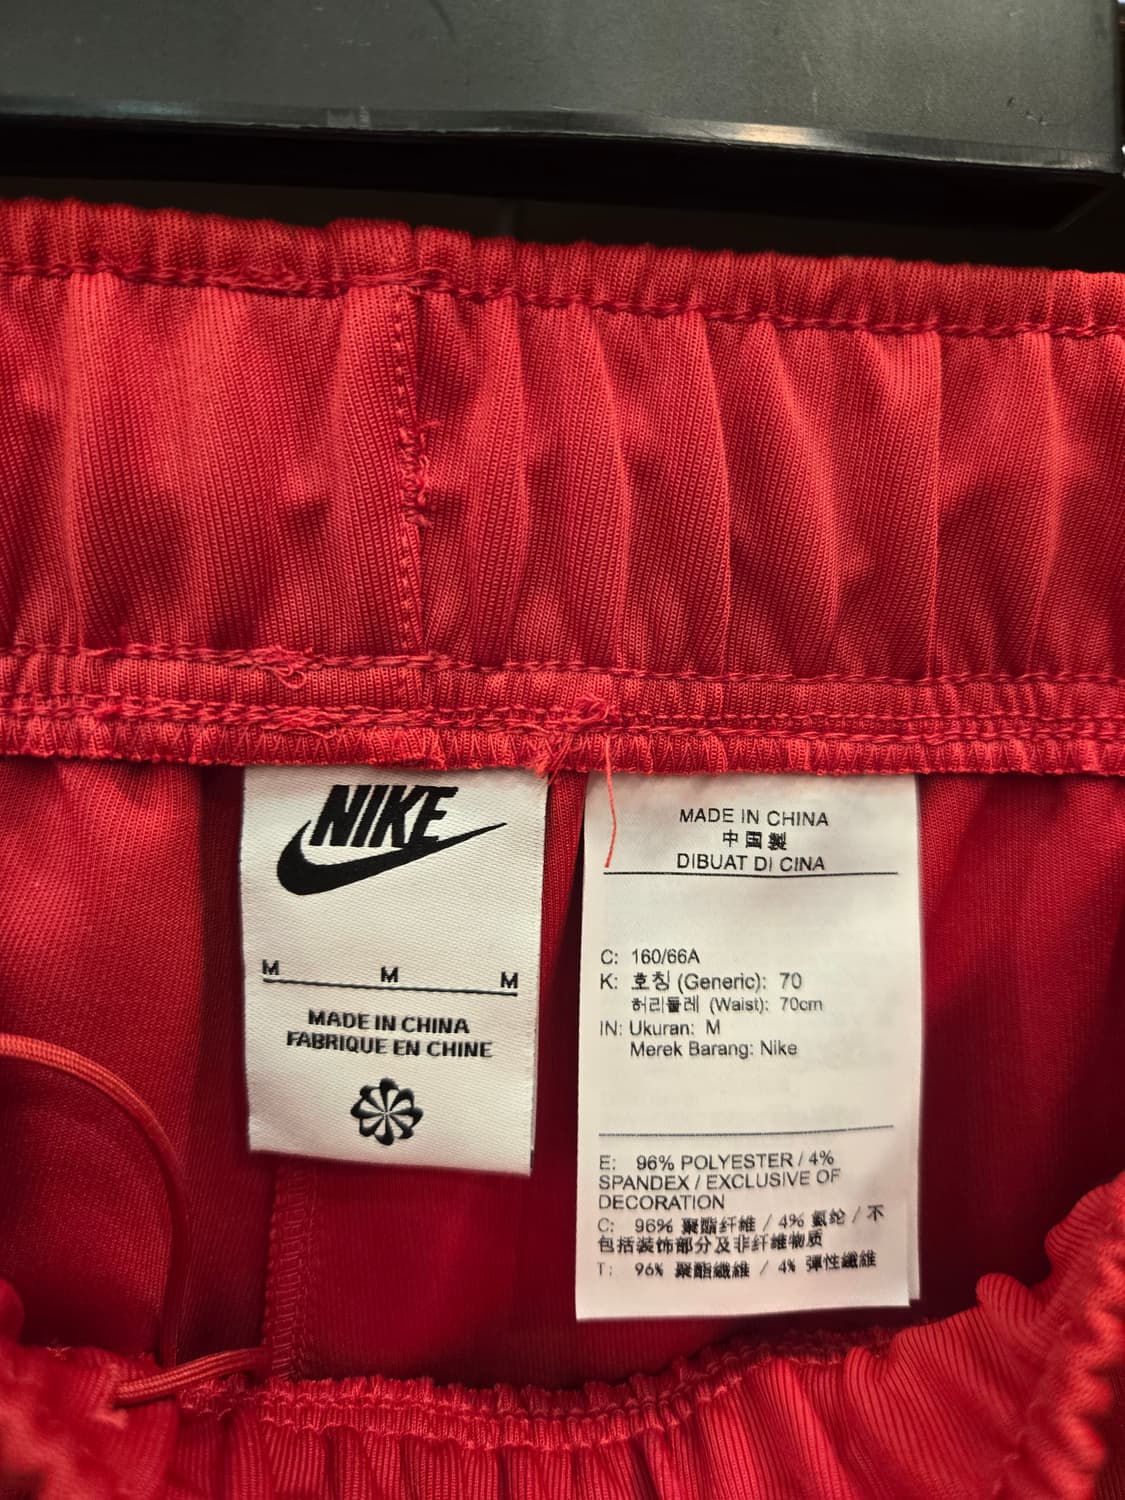 NIKE
M M M
MADE IN CHINA
FABRIQUE EN CHINE
MADE IN CHINA
中国製
DIBUAT DI CINA
C: 160/66A
K: 호칭 (Generic): 70
허리둘레 (Waist): 70cm
IN: Ukuran: M
Merek Barang: Nike
E: 96% POLYESTER / 4%
SPANDEX / EXCLUSIVE OF
DECORATION
C: 96% 聚酯纤维 / 4% 氨纶 / 不
包括装饰部分及非纤维物质
T: 96% 聚酯纖維 / 4% 彈性纖維